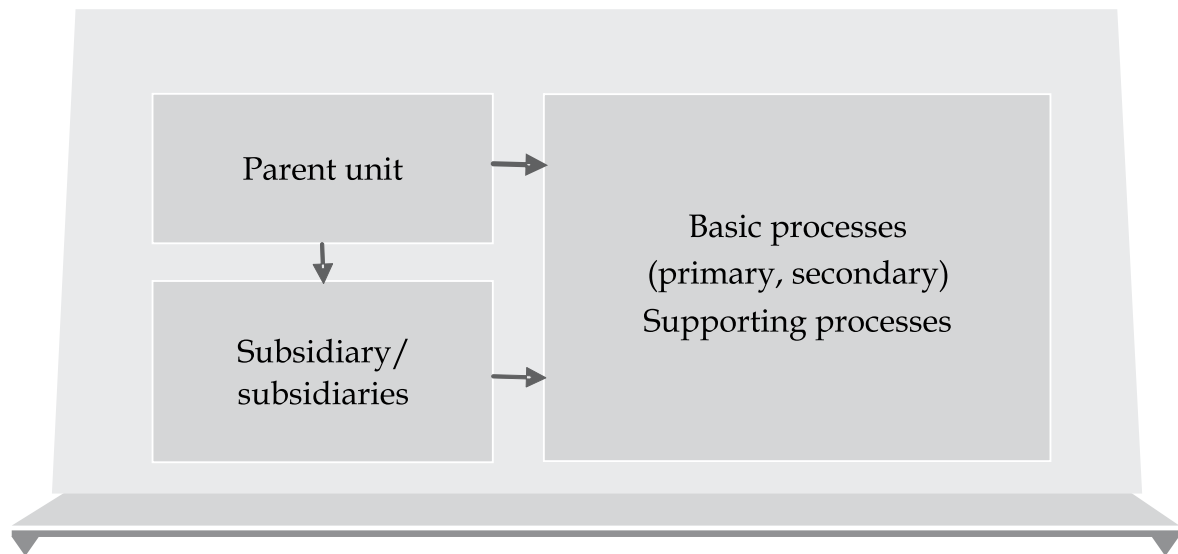 Parent unit
Basic processes
(primary, secondary)
Supporting processes
Subsidiary/
subsidiaries